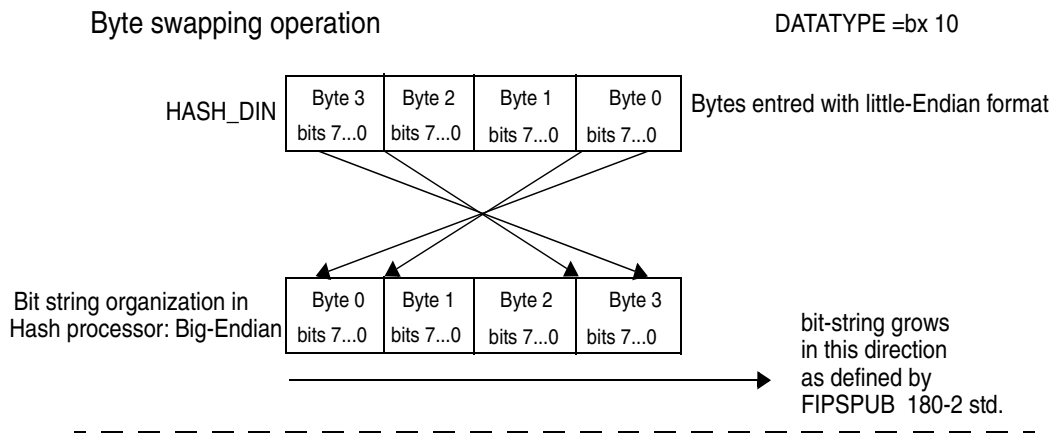 Byte swapping operation DATATYPE =bx 10
HASH_DIN Byte 3 Byte 2 Byte 1 Byte 0 Bytes entred with little-Endian format
bits 7...0 bits 7...0 bits 7...0 bits 7...0
Bit string organization in Byte 0 Byte 1 Byte 2 Byte 3
Hash processor: Big-Endian bits 7...0 bits 7...0 bits 7...0 bits 7...0
bit-string grows
in this direction
as defined by
FIPSPUB 180-2 std.